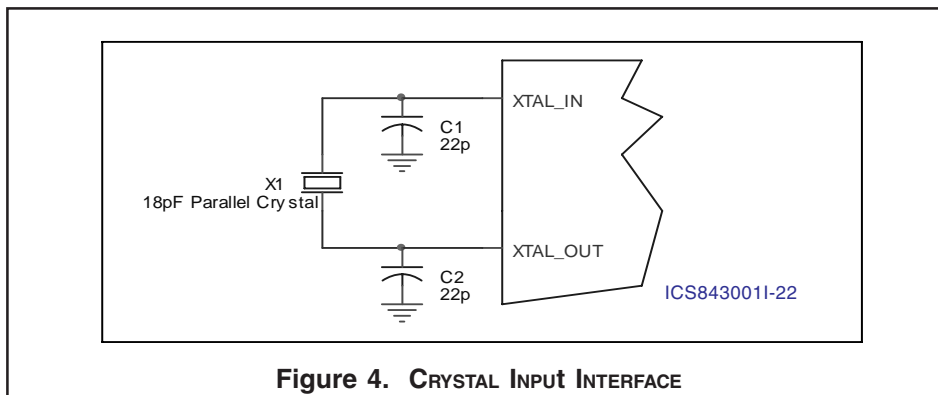 XTAL_IN
C1
22p
X1
18pF Parallel Crystal
XTAL_OUT
C2
22p
ICS843001I-22
Figure 4. CRYSTAL INPUt INTERFACE